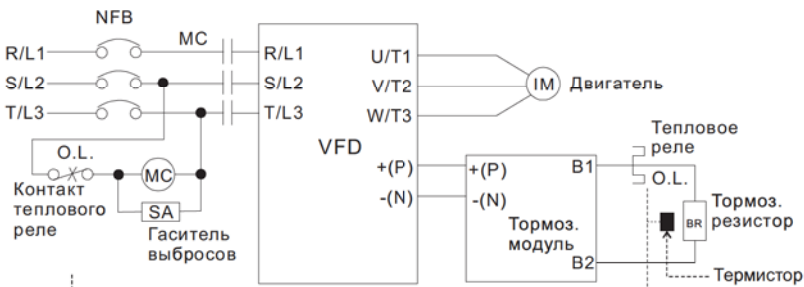 NFB
MC
R/L1
S/L2
T/L3
R/L1
S/L2
T/L3
VFD
U/T1
V/T2
W/T3
IM
Двигатель
O.L.
MC
SA
Контакт
теплового
реле
Гаситель
выбросов
+(P)
-(N)
+(P)
-(N)
Тормоз.
модуль
B1
B2
Тепловое
реле
O.L.
BR
Тормоз.
резистор
Термистор